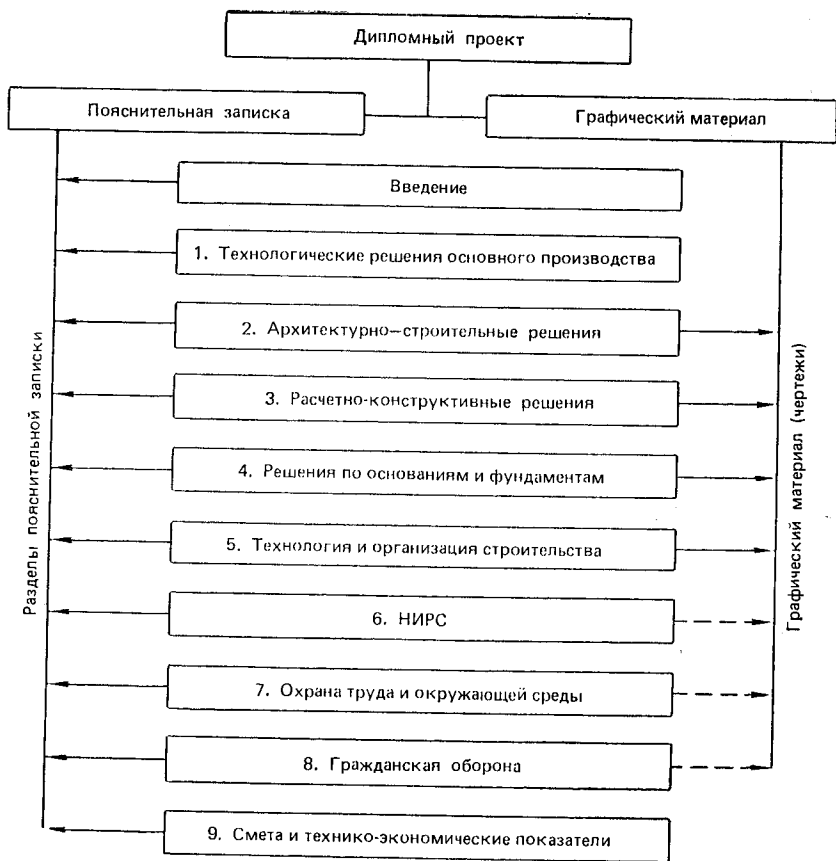 Дипломный проект
Пояснительная записка
Графический материал
Введение
1. Технологические решения основного производства
2. Архитектурно—строительные решения
3. Расчетно-конструктивные решения
4. Решения по основаниям и фундаментам
5. Технология и организация строительства
6. НИРС
7. Охрана труда и окружающей среды
8. Гражданская оборона
9. Смета и технико-экономические показатели
Разделы пояснительной записки
Графический материал (чертежи)